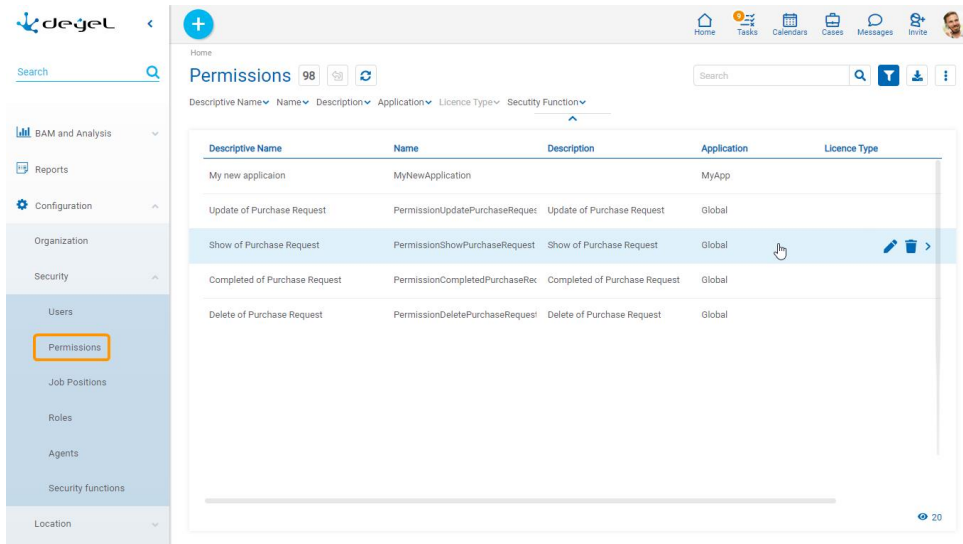 deyel
Search
BAM and Analysis
Reports
Configuration
Organization
Security
Users
Permissions
Job Positions
Roles
Agents
Security functions
Location
Home
Tasks
9
Calendars
Cases
Messages
Invite
Home
Permissions 98
Search
Descriptive Name Name Description Application Licence Type Secutity Function
Descriptive Name Name Description Application Licence Type
My new applicaion MyNewApplication MyApp
Update of Purchase Request PermissionUpdatePurchaseReques Update of Purchase Request Global
Show of Purchase Request PermissionShowPurchaseRequest Show of Purchase Request Global
Completed of Purchase Request PermissionCompletedPurchaseRec Completed of Purchase Request Global
Delete of Purchase Request PermissionDeletePurchaseRequest Delete of Purchase Request Global
20